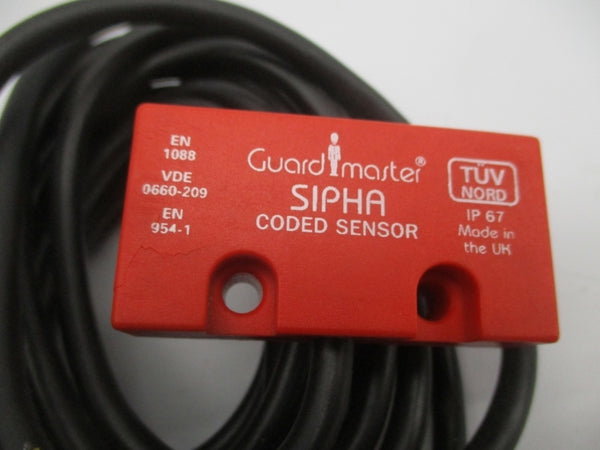 EN
1088
VDE
0660-209
EN
954-1
Guardmaster®
SIPHA
CODED SENSOR
TÜV
NORD
IP 67
Made in
the UK